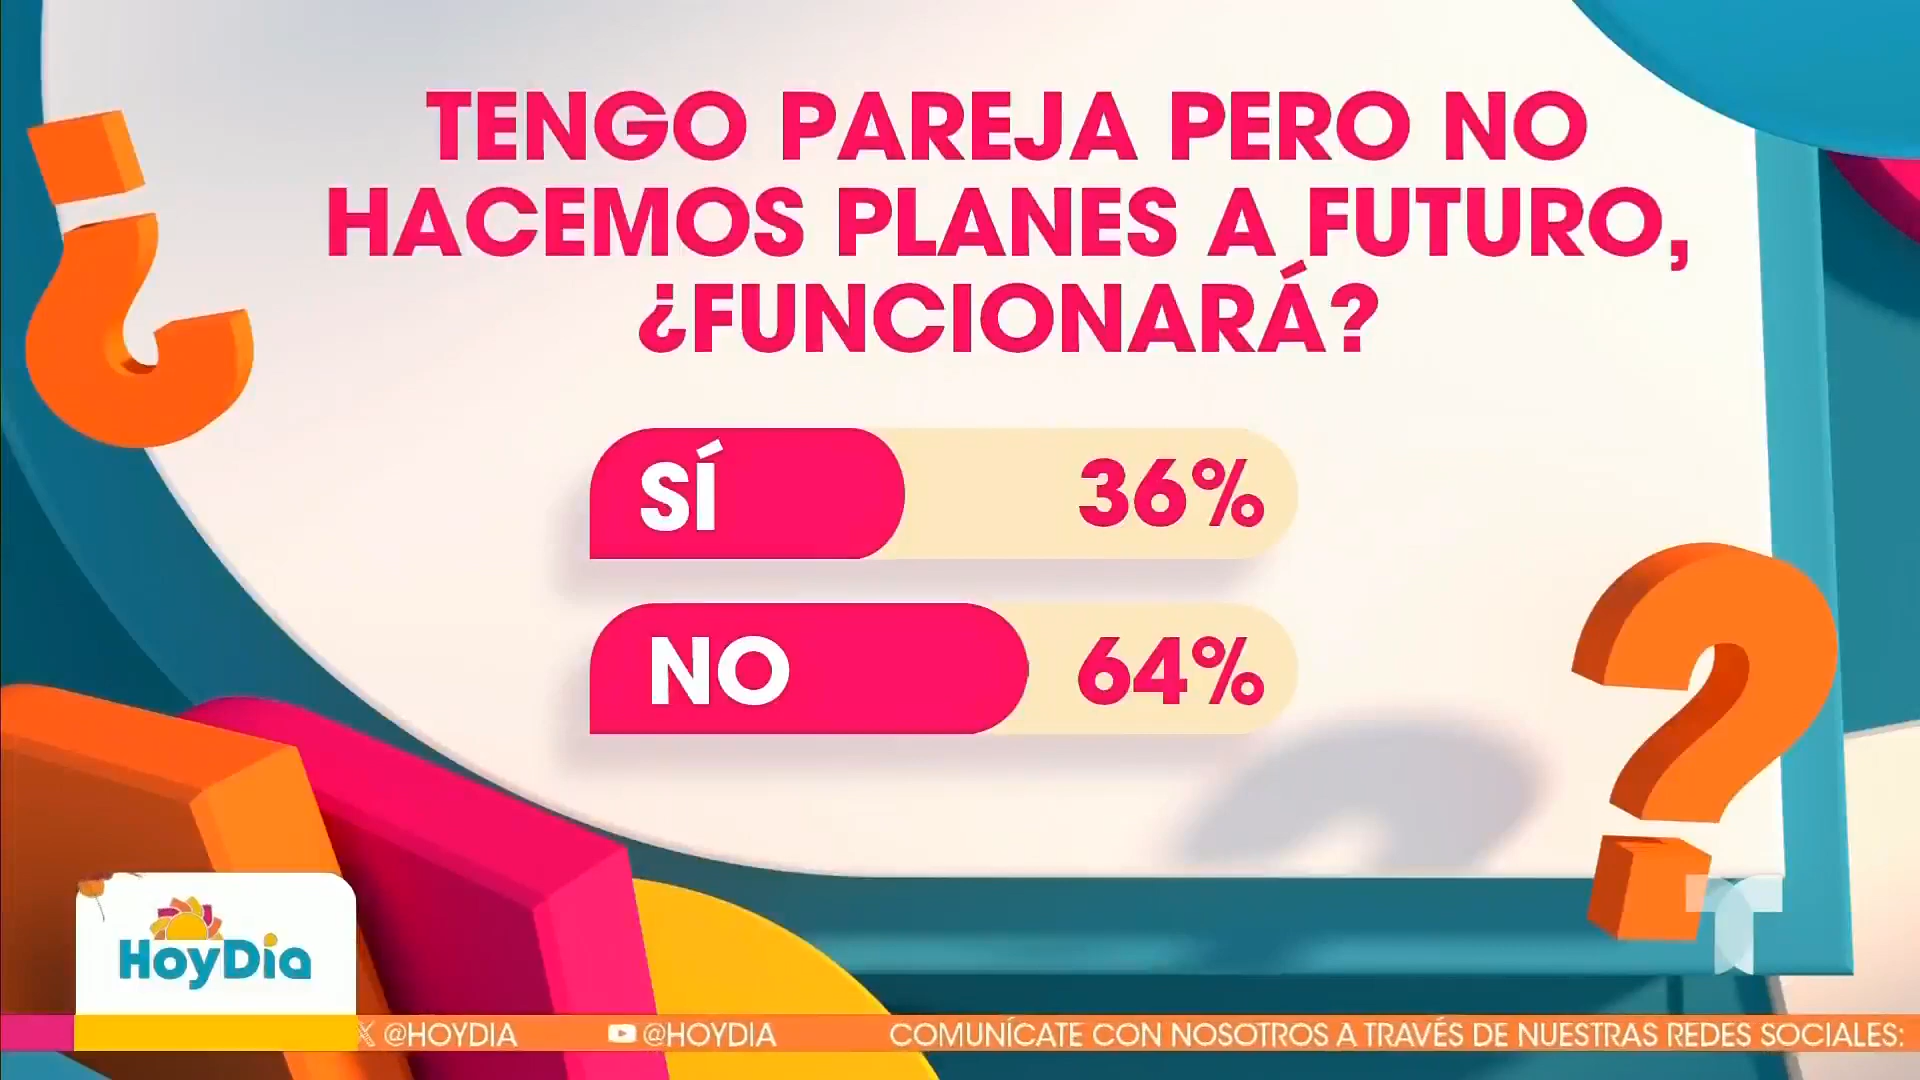 TENGO PAREJA PERO NO
HACEMOS PLANES A FUTURO,
¿FUNCIONARÁ?
SÍ 36%
NO 64%
HoyDía
@HOYDIA @HOYDIA COMUNÍCATE CON NOSOTROS A TRAVÉS DE NUESTRAS REDES SOCIALES: